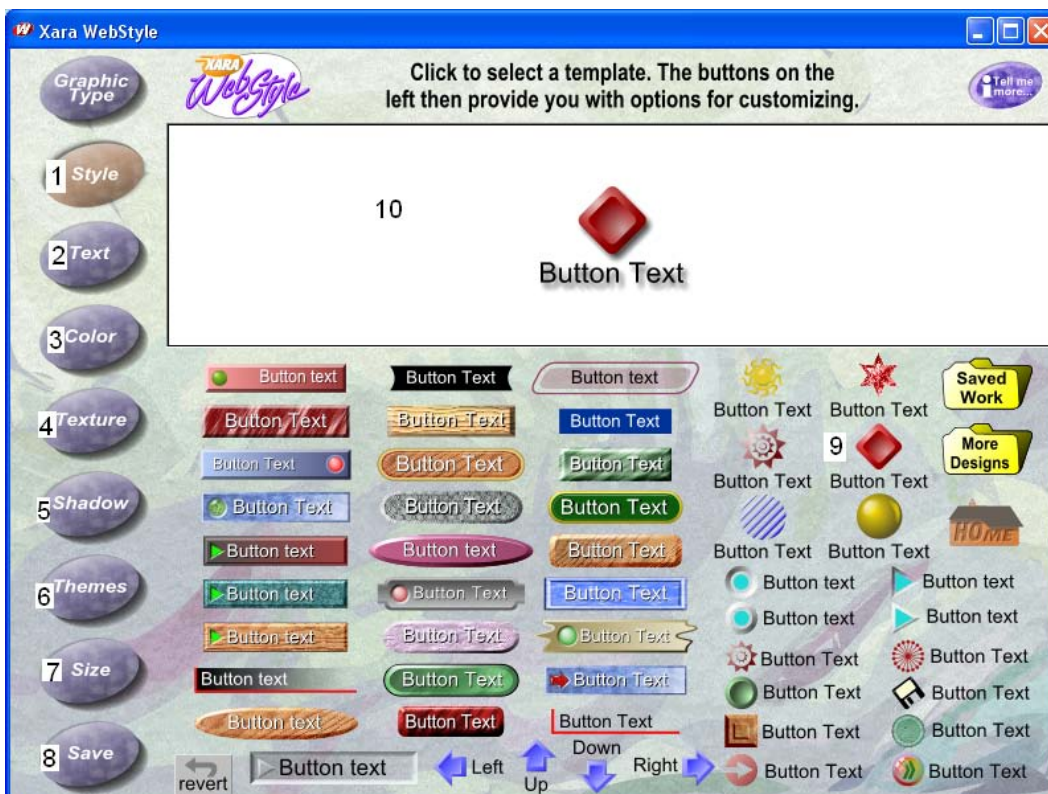 Xara WebStyle
Graphic
Type
XARA
WebStyle
Click to select a template. The buttons on the
left then provide you with options for customizing.
i Tell me
more...
1 Style
2 Text
3 Color
4 Texture
5 Shadow
6 Themes
7 Size
8 Save
10
Button Text
Button text
Button Text
Button text
Button Text
Button Text
Saved
Work
Button Text
Button Text
Button Text
Button Text
9
Button Text
More
Designs
Button Text
Button Text
Button Text
Button Text
Button Text
Button Text
Button Text
Button Text
HOME
Button text
Button text
Button Text
Button text
Button text
Button text
Button Text
Button Text
Button text
Button text
Button text
Button Text
Button Text
Button Text
Button Text
Button text
Button Text
Button Text
Button Text
Button Text
Button text
Button Text
Button Text
Button Text
Button Text
revert
Button text
Left
Up
Down
Right
Button Text
Button Text